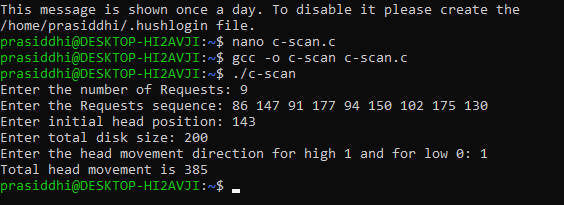 This message is shown once a day. To disable it please create the
/home/prasiddhi/.hushlogin file.
prasiddhi@DESKTOP-HI2AVJI:~$ nano c-scan.c
prasiddhi@DESKTOP-HI2AVJI:~$ gcc -o c-scan c-scan.c
prasiddhi@DESKTOP-HI2AVJI:~$ ./c-scan
Enter the number of Requests: 9
Enter the Requests sequence: 86 147 91 177 94 150 102 175 130
Enter initial head position: 143
Enter total disk size: 200
Enter the head movement direction for high 1 and for low 0: 1
Total head movement is 385
prasiddhi@DESKTOP-HI2AVJI:~$